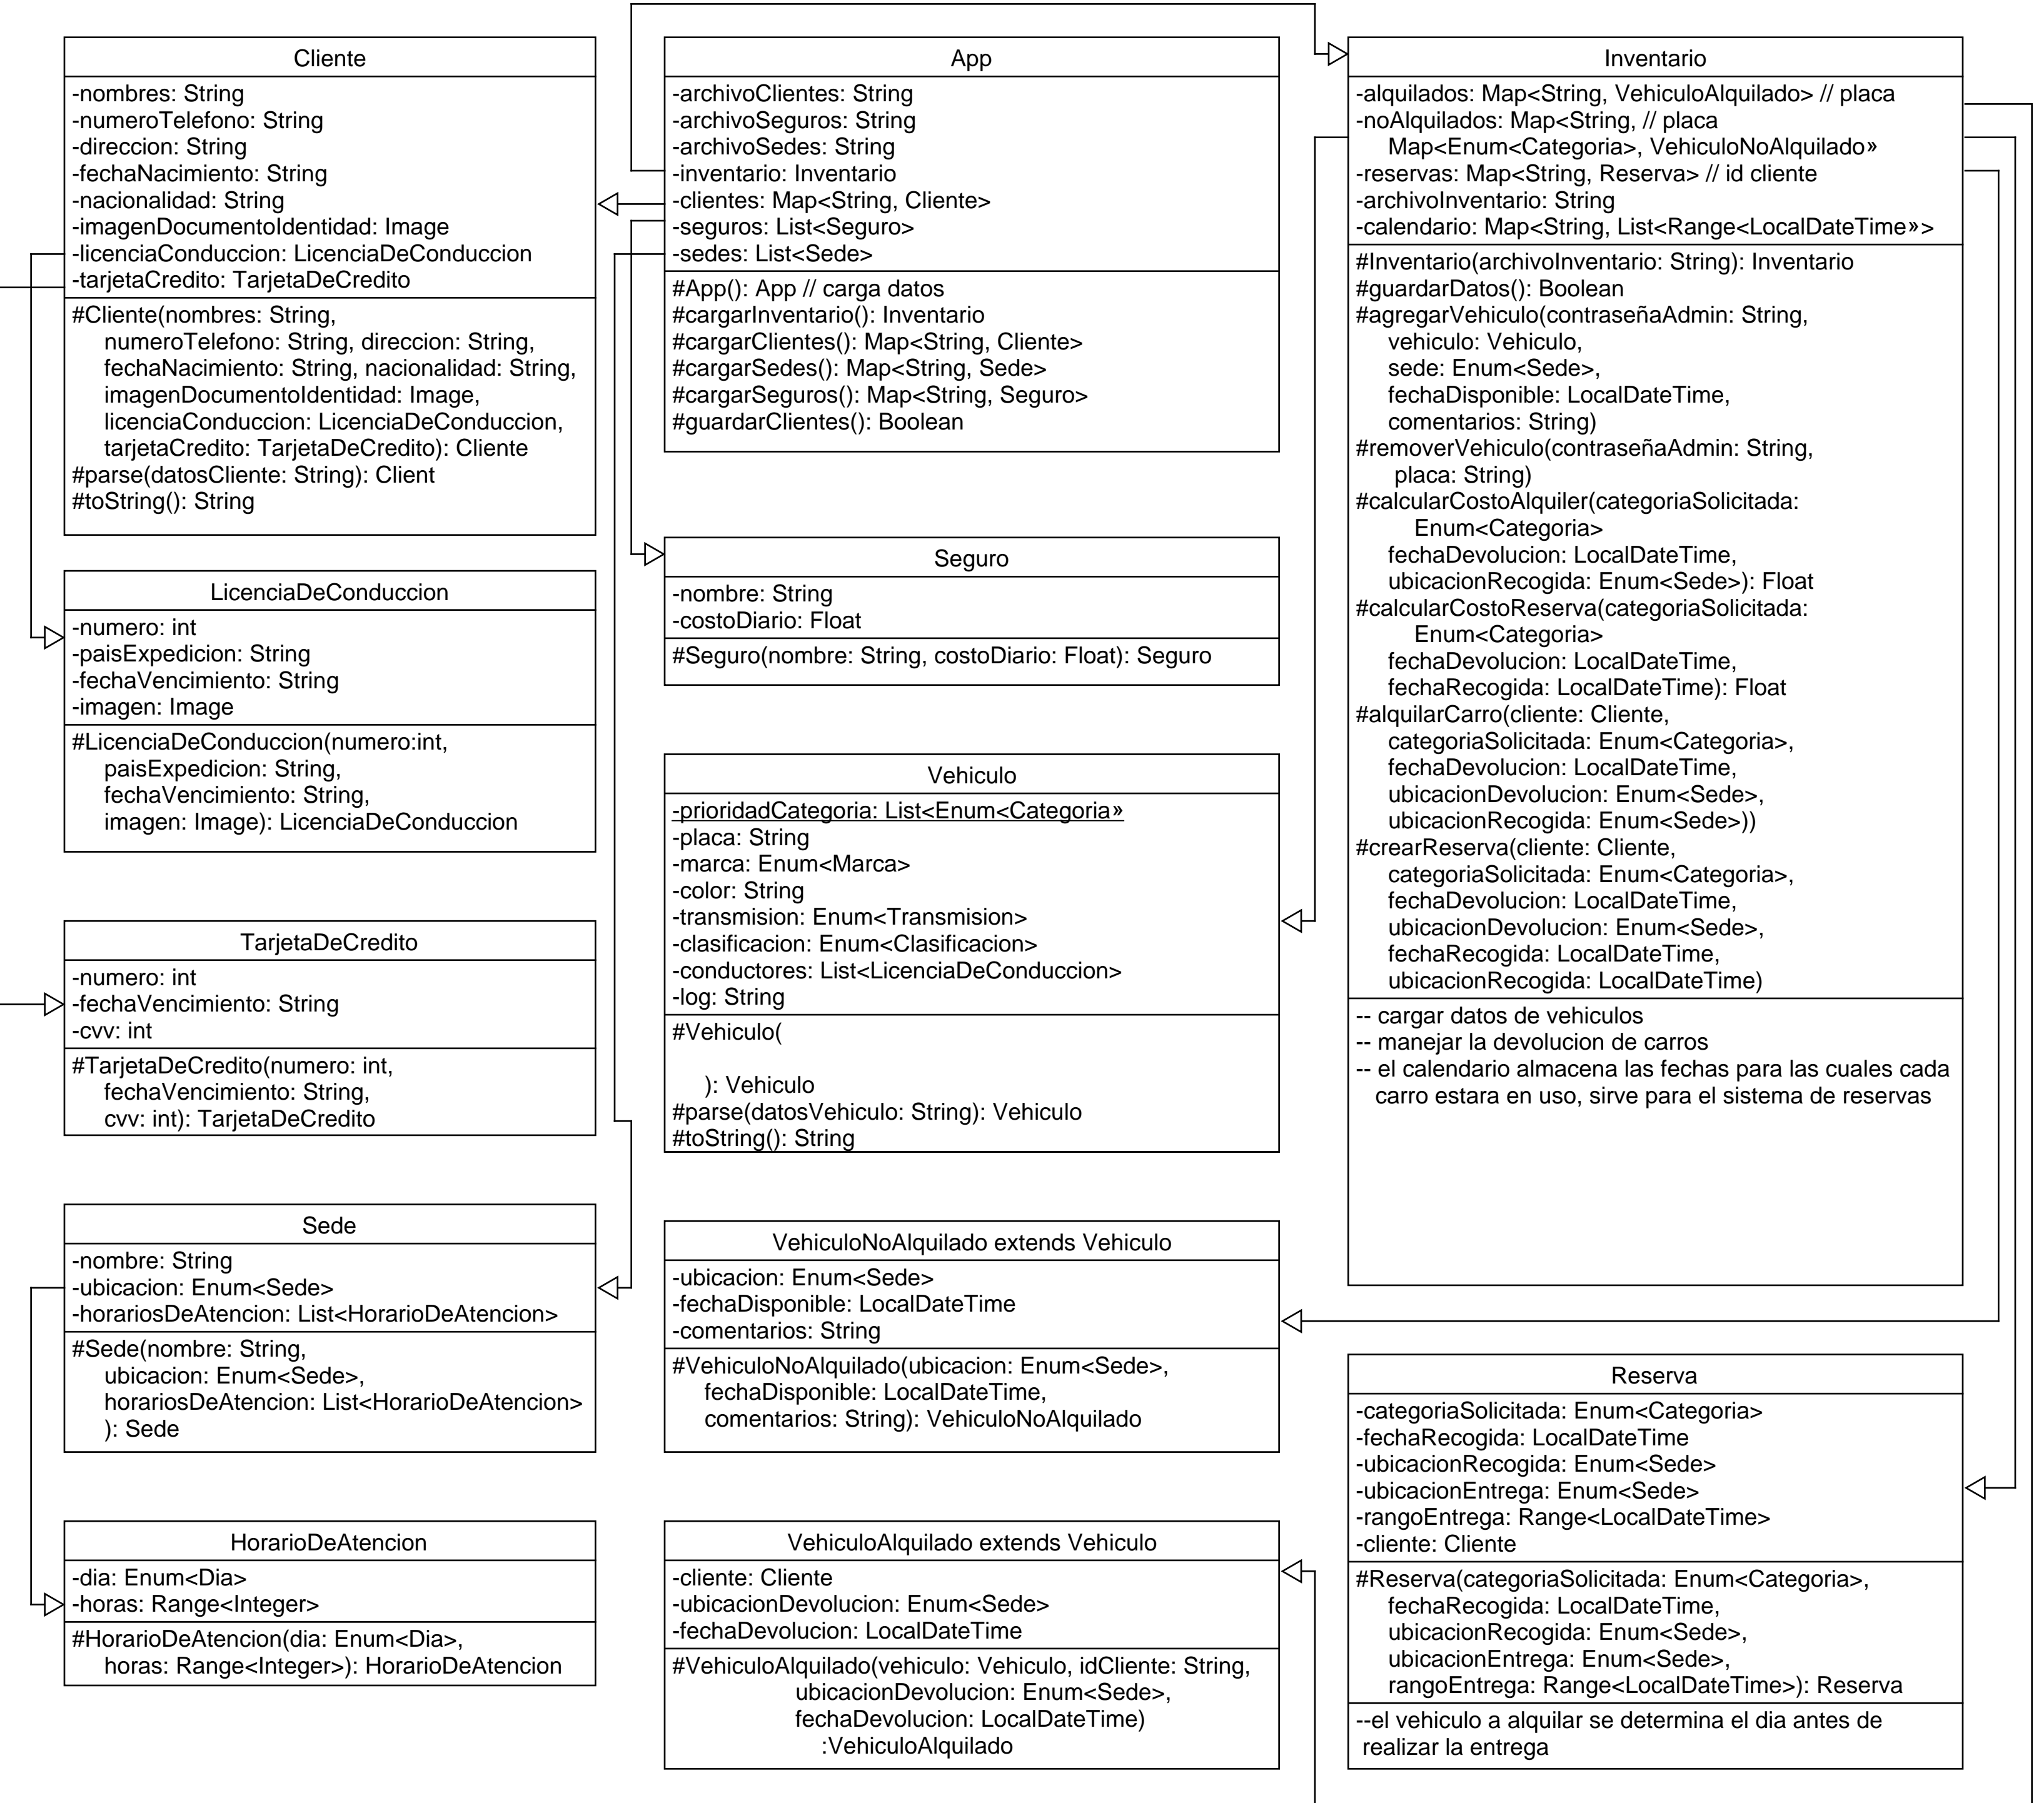 Cliente
-nombres: String
-numeroTelefono: String
-direccion: String
-fechaNacimiento: String
-nacionalidad: String
-imagenDocumentoIdentidad: Image
-licenciaConduccion: LicenciaDeConduccion
-tarjetaCredito: TarjetaDeCredito
#Cliente(nombres: String,
numeroTelefono: String, direccion: String,
fechaNacimiento: String, nacionalidad: String,
imagenDocumentoIdentidad: Image,
licenciaConduccion: LicenciaDeConduccion,
tarjetaCredito: TarjetaDeCredito): Cliente
#parse(datosCliente: String): Client
#toString(): String
LicenciaDeConduccion
-numero: int
-paisExpedicion: String
-fechaVencimiento: String
-imagen: Image
#LicenciaDeConduccion(numero:int,
paisExpedicion: String,
fechaVencimiento: String,
imagen: Image): LicenciaDeConduccion
TarjetaDeCredito
-numero: int
-fechaVencimiento: String
-cvv: int
#TarjetaDeCredito(numero: int,
fechaVencimiento: String,
cvv: int): TarjetaDeCredito
Sede
-nombre: String
-ubicacion: Enum<Sede>
-horariosDeAtencion: List<HorarioDeAtencion>
#Sede(nombre: String,
ubicacion: Enum<Sede>,
horariosDeAtencion: List<HorarioDeAtencion>
): Sede
HorarioDeAtencion
-dia: Enum<Dia>
-horas: Range<Integer>
#HorarioDeAtencion(dia: Enum<Dia>,
horas: Range<Integer>): HorarioDeAtencion
App
-archivoClientes: String
-archivoSeguros: String
-archivoSedes: String
-inventario: Inventario
-clientes: Map<String, Cliente>
-seguros: List<Seguro>
-sedes: List<Sede>
#App(): App // carga datos
#cargarInventario(): Inventario
#cargarClientes(): Map<String, Cliente>
#cargarSedes(): Map<String, Sede>
#cargarSeguros(): Map<String, Seguro>
#guardarClientes(): Boolean
Seguro
-nombre: String
-costoDiario: Float
#Seguro(nombre: String, costoDiario: Float): Seguro
Vehiculo
-prioridadCategoria: List<Enum<Categoria»
-placa: String
-marca: Enum<Marca>
-color: String
-transmision: Enum<Transmision>
-clasificacion: Enum<Clasificacion>
-conductores: List<LicenciaDeConduccion>
-log: String
#Vehiculo(
): Vehiculo
#parse(datosVehiculo: String): Vehiculo
#toString(): String
VehiculoNoAlquilado extends Vehiculo
-ubicacion: Enum<Sede>
-fechaDisponible: LocalDateTime
-comentarios: String
#VehiculoNoAlquilado(ubicacion: Enum<Sede>,
fechaDisponible: LocalDateTime,
comentarios: String): VehiculoNoAlquilado
VehiculoAlquilado extends Vehiculo
-cliente: Cliente
-ubicacionDevolucion: Enum<Sede>
-fechaDevolucion: LocalDateTime
#VehiculoAlquilado(vehiculo: Vehiculo, idCliente: String,
ubicacionDevolucion: Enum<Sede>,
fechaDevolucion: LocalDateTime)
:VehiculoAlquilado
Inventario
-alquilados: Map<String, VehiculoAlquilado> // placa
-noAlquilados: Map<String, // placa
Map<Enum<Categoria>, VehiculoNoAlquilado»
-reservas: Map<String, Reserva> // id cliente
-archivoInventario: String
-calendario: Map<String, List<Range<LocalDateTime»>
#Inventario(archivoInventario: String): Inventario
#guardarDatos(): Boolean
#agregarVehiculo(contraseñaAdmin: String,
vehiculo: Vehiculo,
sede: Enum<Sede>,
fechaDisponible: LocalDateTime,
comentarios: String)
#removerVehiculo(contraseñaAdmin: String,
placa: String)
#calcularCostoAlquiler(categoriaSolicitada:
Enum<Categoria>
fechaDevolucion: LocalDateTime,
ubicacionRecogida: Enum<Sede>): Float
#calcularCostoReserva(categoriaSolicitada:
Enum<Categoria>
fechaDevolucion: LocalDateTime,
fechaRecogida: LocalDateTime): Float
#alquilarCarro(cliente: Cliente,
categoriaSolicitada: Enum<Categoria>,
fechaDevolucion: LocalDateTime,
ubicacionDevolucion: Enum<Sede>,
ubicacionRecogida: Enum<Sede>))
#crearReserva(cliente: Cliente,
categoriaSolicitada: Enum<Categoria>,
fechaDevolucion: LocalDateTime,
ubicacionDevolucion: Enum<Sede>,
fechaRecogida: LocalDateTime,
ubicacionRecogida: LocalDateTime)
-- cargar datos de vehiculos
-- manejar la devolucion de carros
-- el calendario almacena las fechas para las cuales cada
carro estara en uso, sirve para el sistema de reservas
Reserva
-categoriaSolicitada: Enum<Categoria>
-fechaRecogida: LocalDateTime
-ubicacionRecogida: Enum<Sede>
-ubicacionEntrega: Enum<Sede>
-rangoEntrega: Range<LocalDateTime>
-cliente: Cliente
#Reserva(categoriaSolicitada: Enum<Categoria>,
fechaRecogida: LocalDateTime,
ubicacionRecogida: Enum<Sede>,
ubicacionEntrega: Enum<Sede>,
rangoEntrega: Range<LocalDateTime>): Reserva
--el vehiculo a alquilar se determina el dia antes de
realizar la entrega